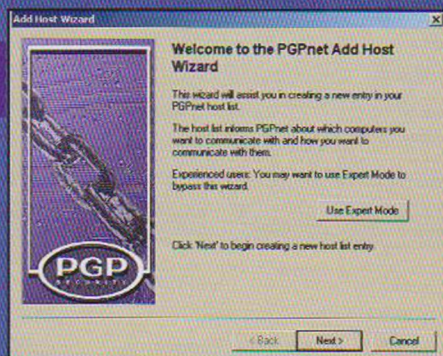 Add Host Wizard
Welcome to the PGPnet Add Host
Wizard
This wizard will assist you in creating a new entry in your
PGPnet host list.
The host list informs PGPnet about which computers you
want to communicate with and how you want to
communicate with them.
Experienced users: You may want to use Expert Mode to
bypass this wizard.
Use Expert Mode
Click 'Next' to begin creating a new host list entry.
PGP
SECURITY
< Back
Next >
Cancel